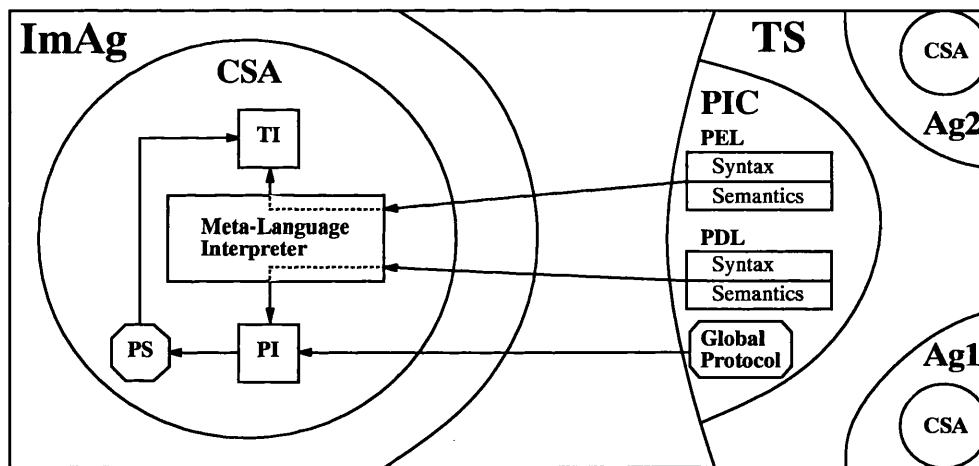 ImAg
CSA
TI
Meta-Language
Interpreter
PS
PI
TS
PIC
PEL
Syntax
Semantics
PDL
Syntax
Semantics
Global
Protocol
CSA
Ag2
Ag1
CSA